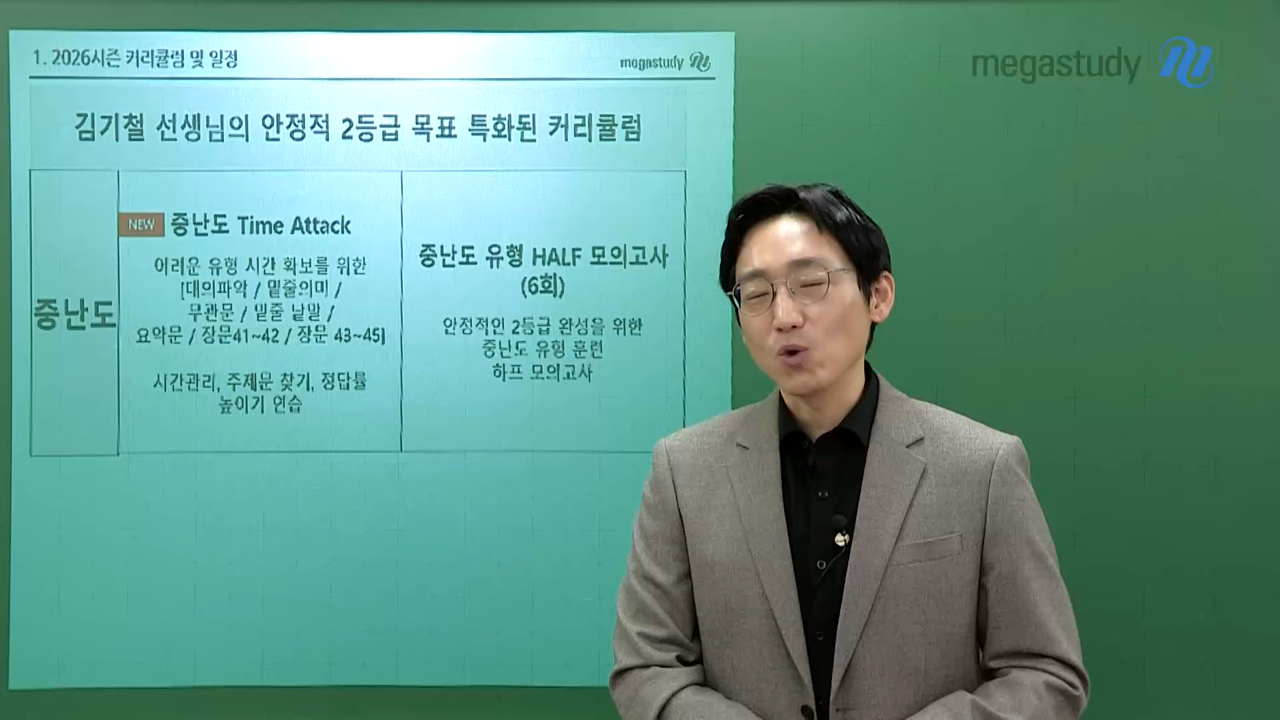 1. 2026시즌 커리큘럼 및 일정
megastudy
megastudy
김기철 선생님의 안정적 2등급 목표 특화된 커리큘럼
중난도
NEW 중난도 Time Attack
어려운 유형 시간 확보를 위한
[대의파악 / 밑줄의미 /
무관문 / 밑줄 낱말 /
요약문 / 장문41~42 / 장문 43~45]
시간관리, 주제문 찾기, 정답률
높이기 연습
중난도 유형 HALF 모의고사
(6회)
안정적인 2등급 완성을 위한
중난도 유형 훈련
하프 모의고사